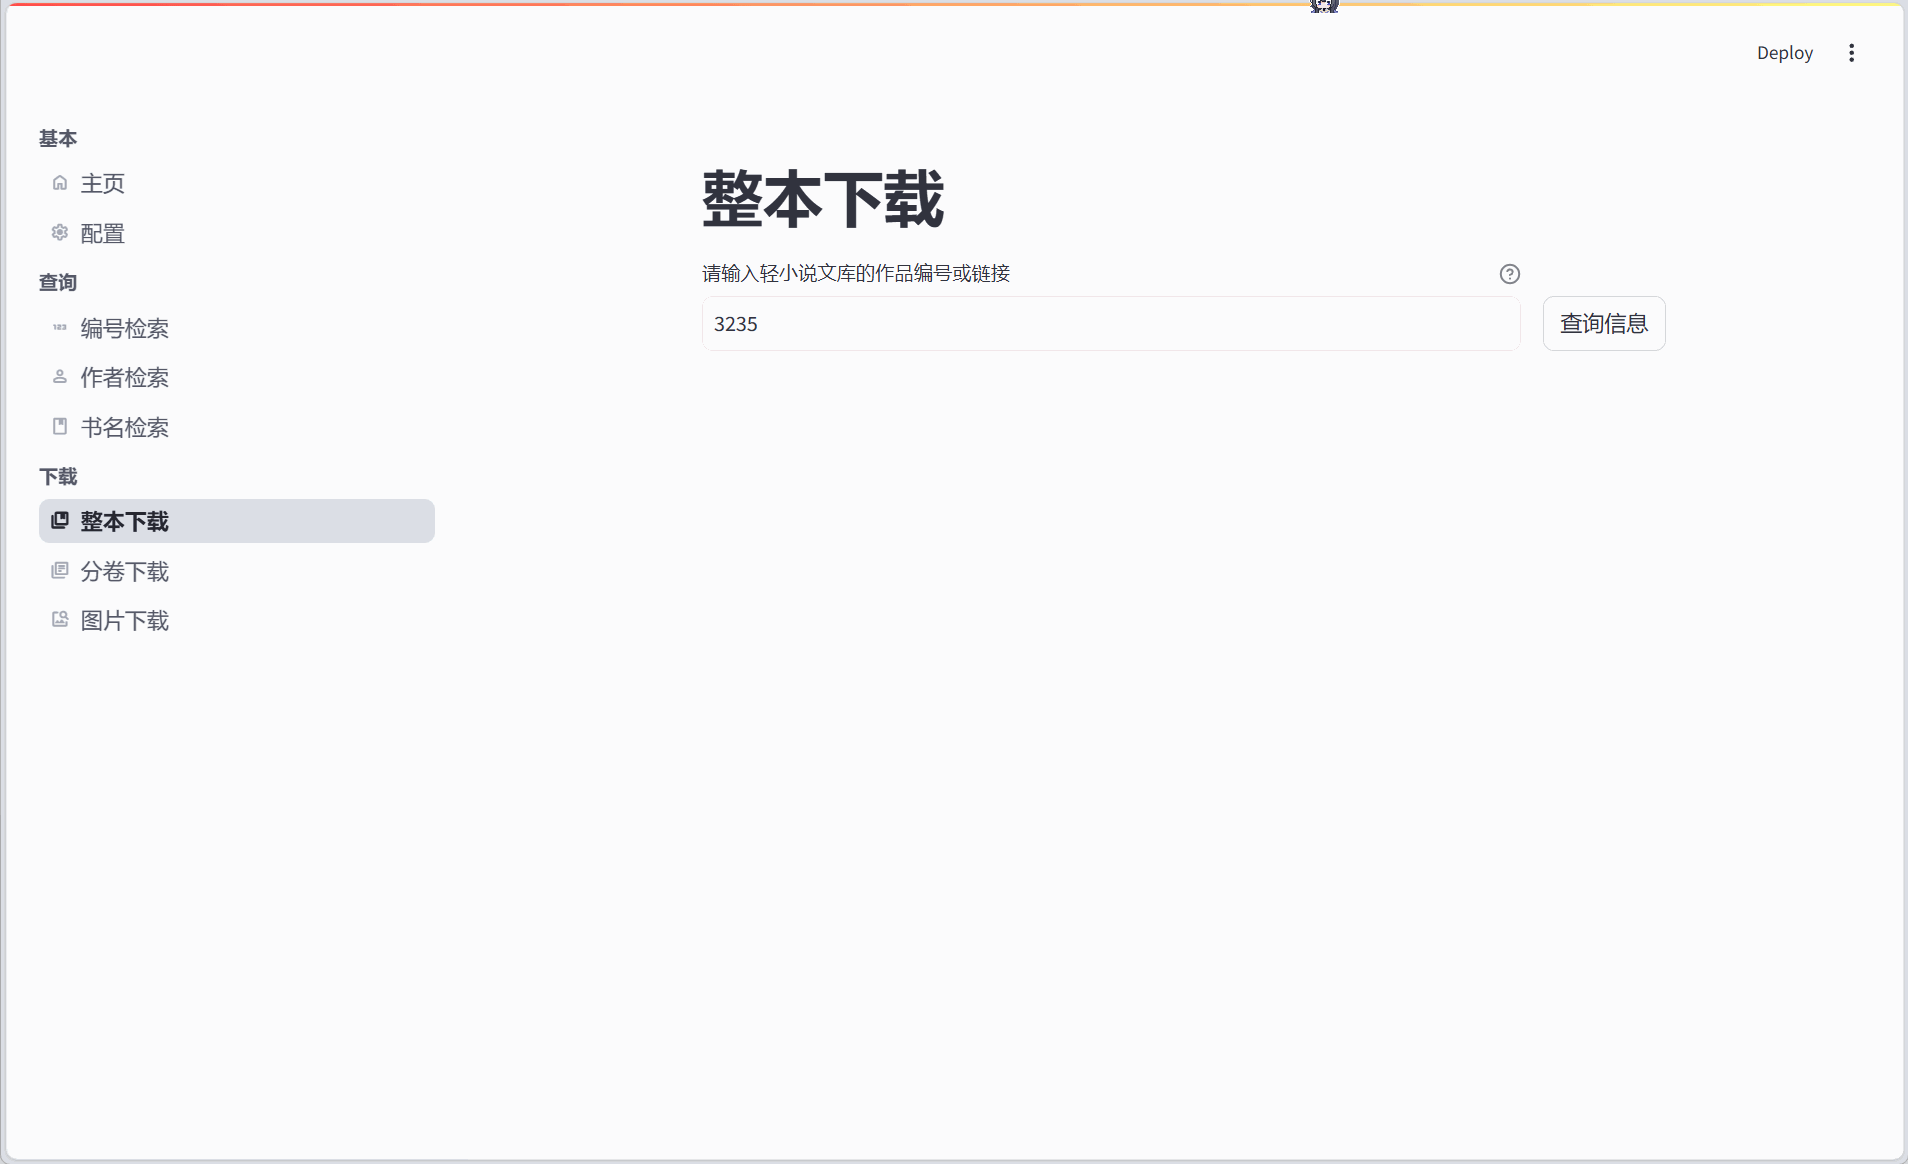 Deploy
基本
主页
配置
查询
123 编号检索
作者检索
书名检索
下载
整本下载
分卷下载
图片下载
整本下载
请输入轻小说文库的作品编号或链接
3235
查询信息